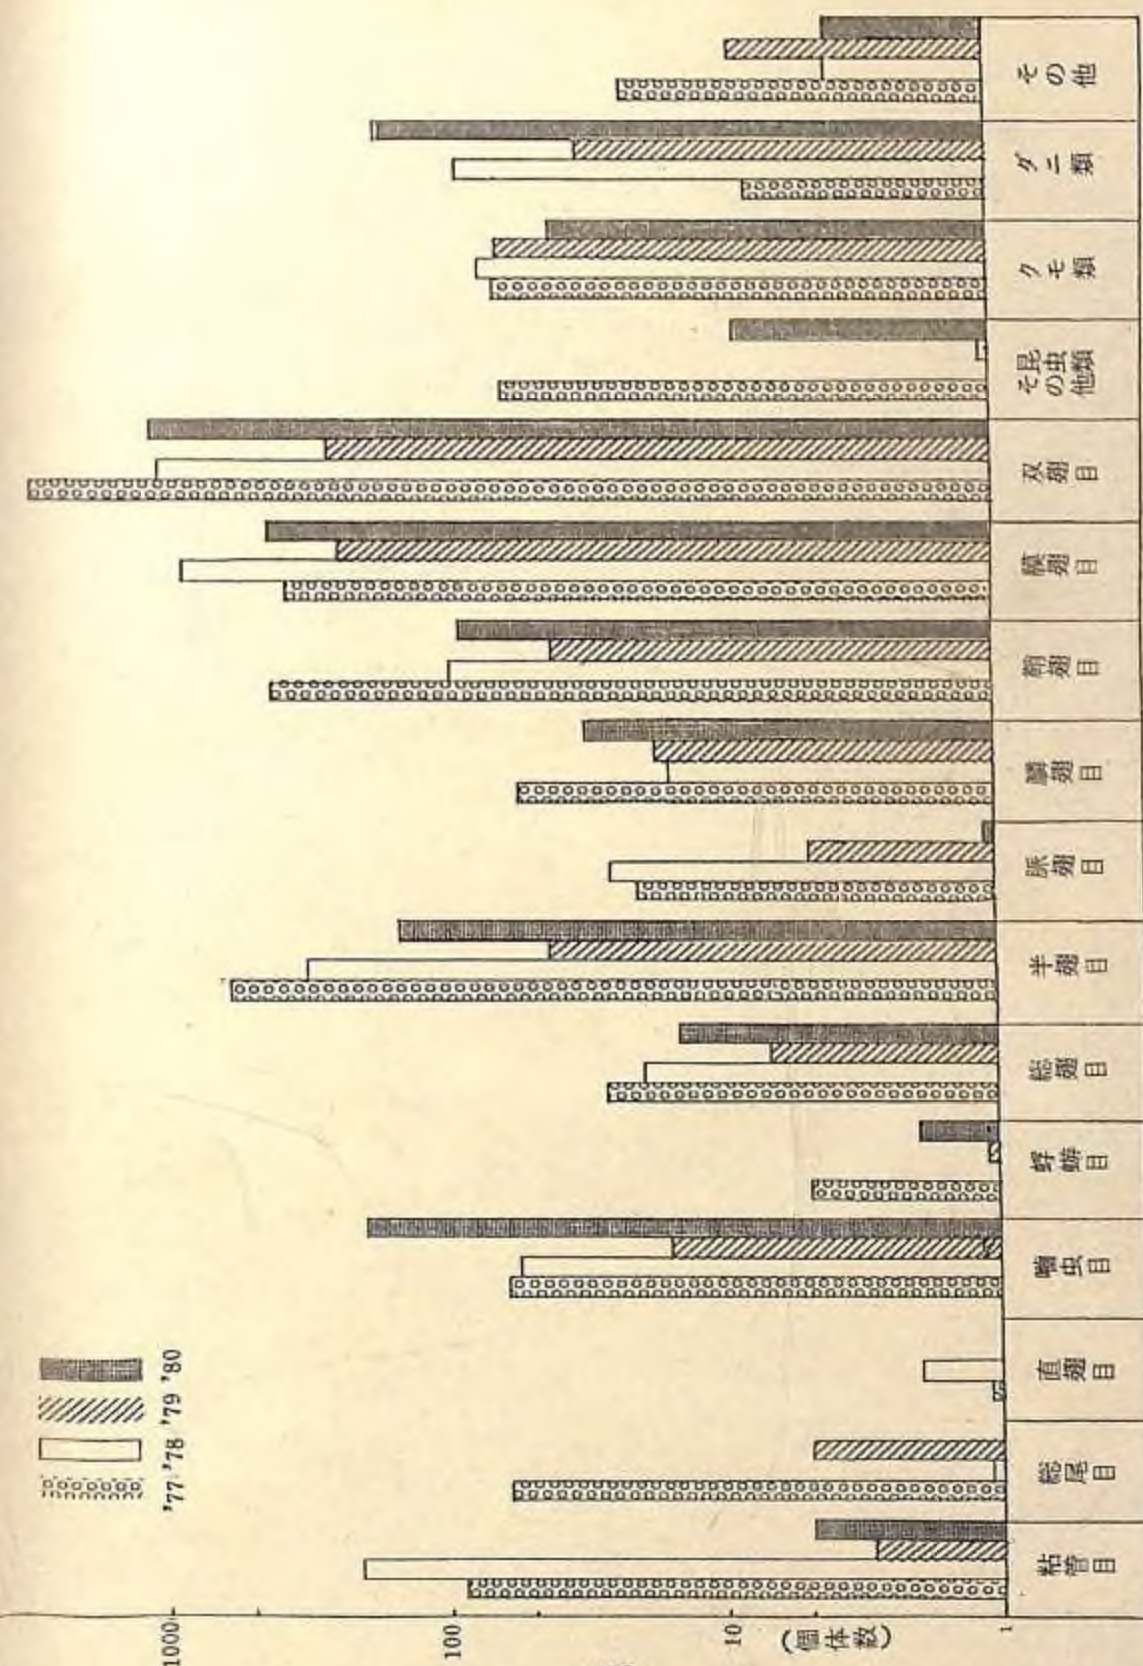 '77 '78 '79 '80
1000
100
10
1
(個体数)
粘管目
総尾目
直翅目
嚙虫目
蜉蝣目
総翅目
半翅目
脈翅目
鱗翅目
鞘翅目
膜翅目
双翅目
その他
昆虫類
クモ類
ダニ類
その他